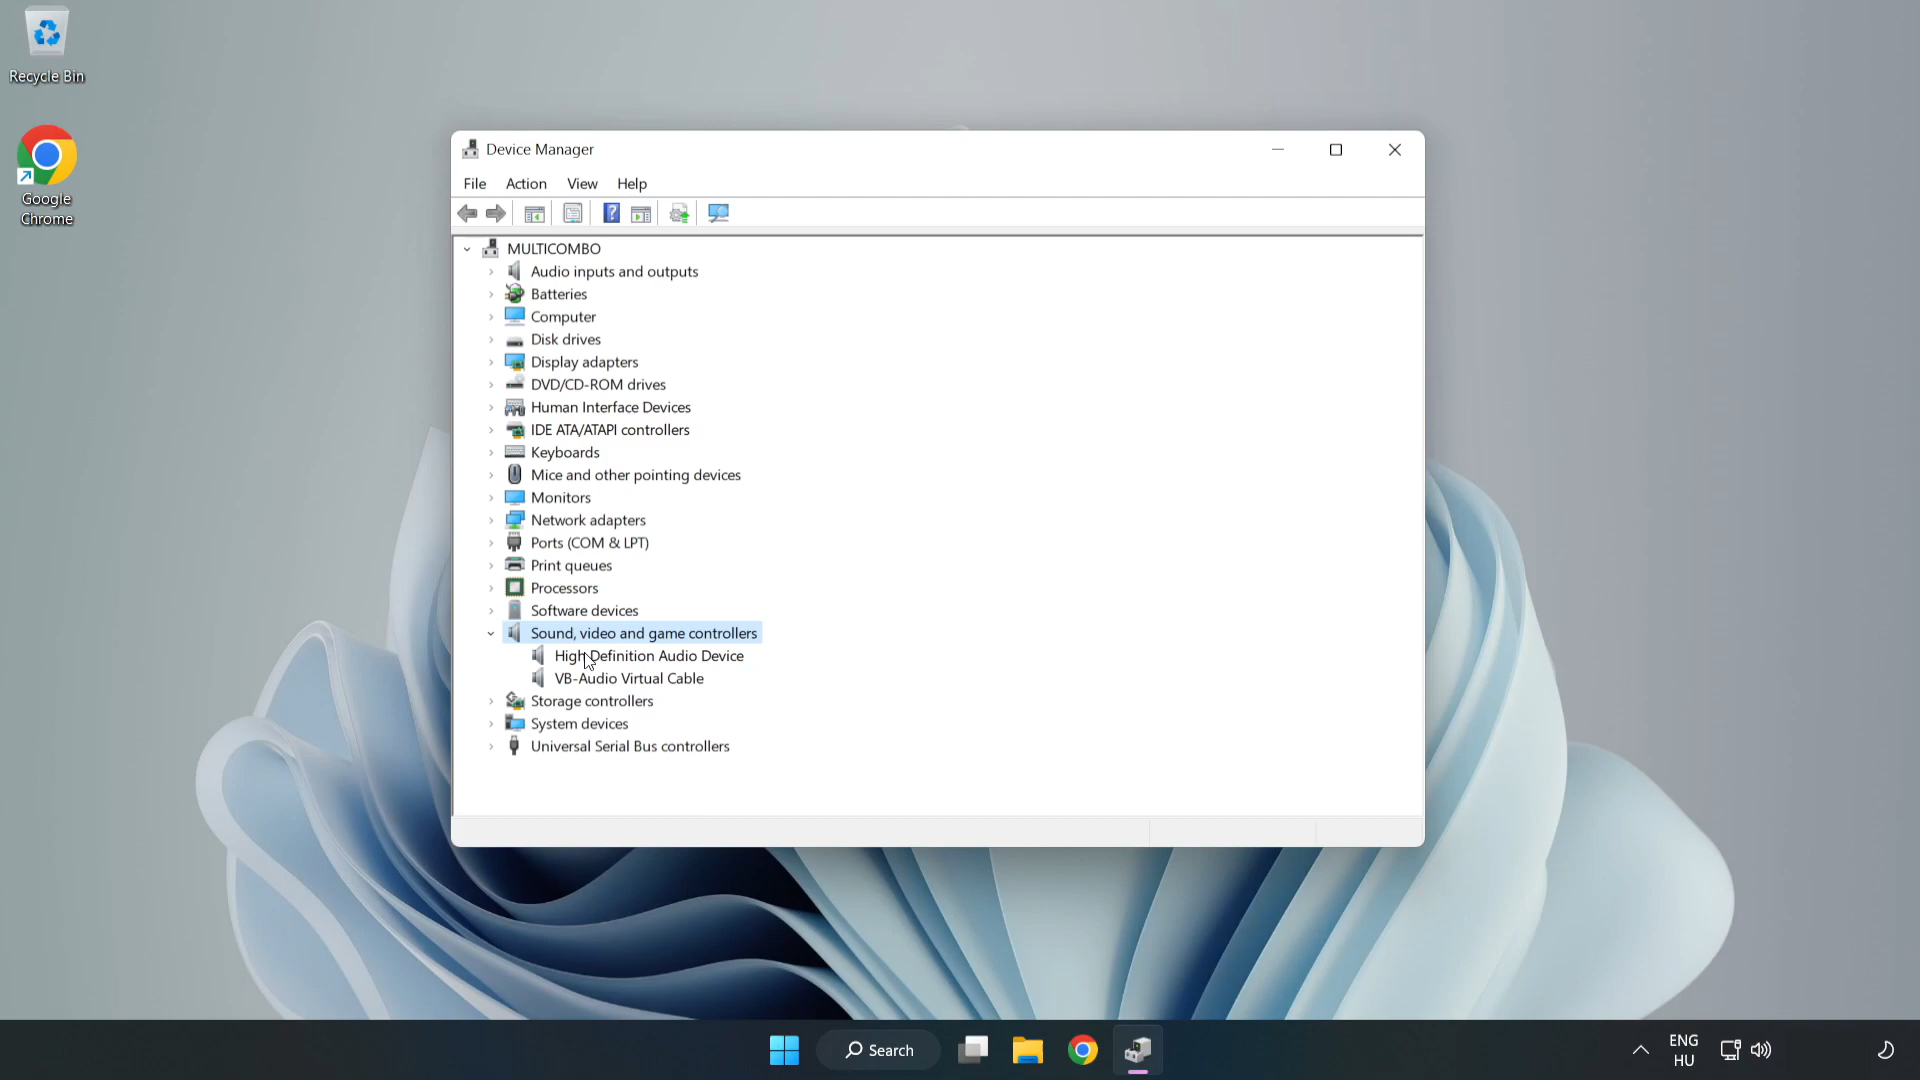 Recycle Bin
Google
Chrome
Device Manager
File Action View Help
MULTICOMBO
Audio inputs and outputs
Batteries
Computer
Disk drives
Display adapters
DVD/CD-ROM drives
Human Interface Devices
IDE ATA/ATAPI controllers
Keyboards
Mice and other pointing devices
Monitors
Network adapters
Ports (COM & LPT)
Print queues
Processors
Software devices
Sound, video and game controllers
High Definition Audio Device
VB-Audio Virtual Cable
Storage controllers
System devices
Universal Serial Bus controllers
Search
ENG
HU